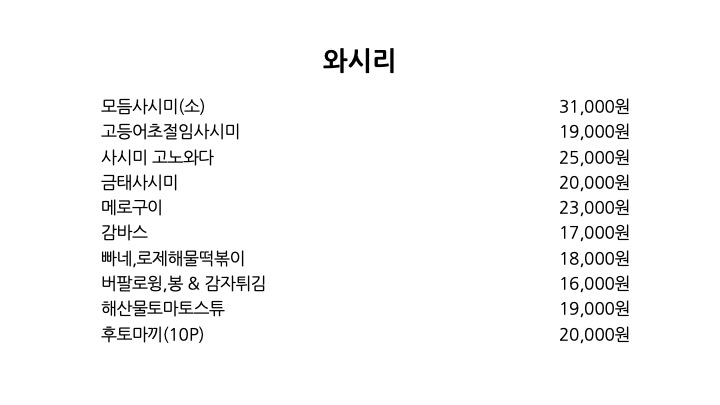 와시리
모듬사시미(소) 31,000원
고등어초절임사시미 19,000원
사시미 고노와다 25,000원
금태사시미 20,000원
메로구이 23,000원
감바스 17,000원
빠네,로제해물떡볶이 18,000원
버팔로윙,봉 & 감자튀김 16,000원
해산물토마토스튜 19,000원
후토마끼(10P) 20,000원